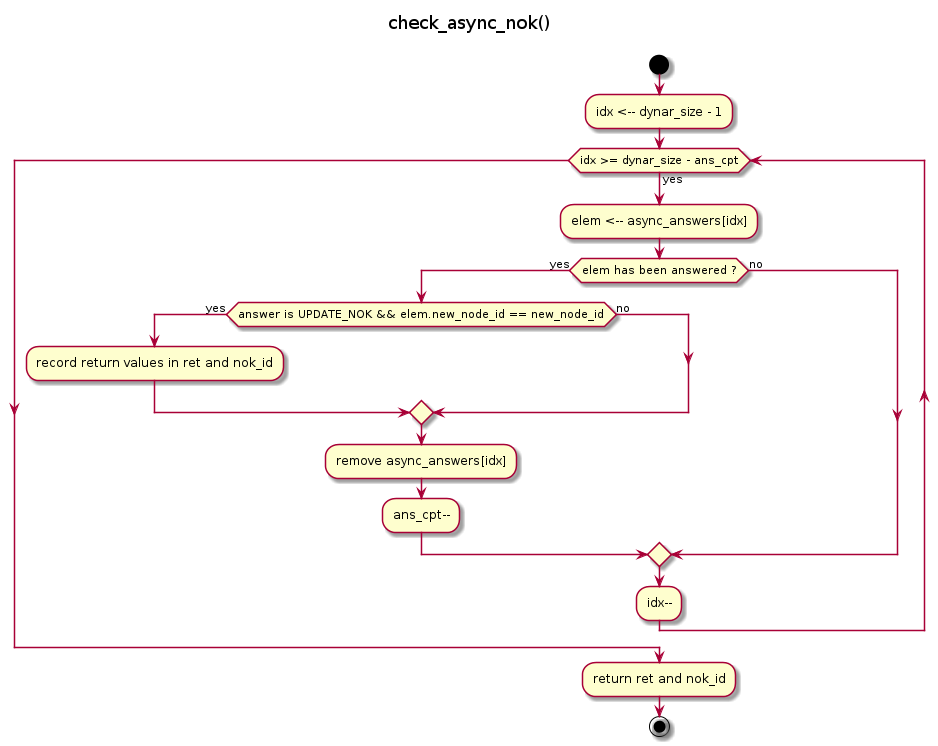 check_async_nok()
idx <-- dynar_size - 1
idx >= dynar_size - ans_cpt
yes
elem <-- async_answers[idx]
yes
elem has been answered ?
no
yes
answer is UPDATE_NOK && elem.new_node_id == new_node_id
no
record return values in ret and nok_id
remove async_answers[idx]
ans_cpt--
idx--
return ret and nok_id